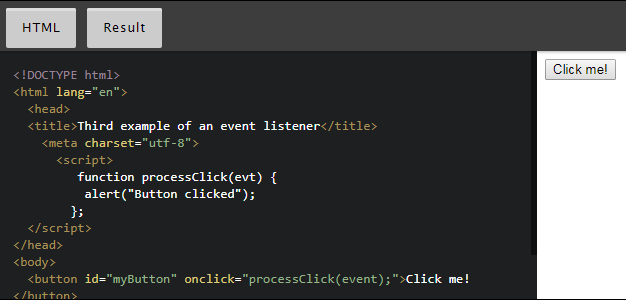 HTML Result
<!DOCTYPE html>
<html lang="en">
<head>
<title>Third example of an event listener</title>
<meta charset="utf-8">
<script>
function processClick(evt) {
alert("Button clicked");
};
</script>
</head>
<body>
<button id="myButton" onclick="processClick(event);">Click me!
</button>
Click me!